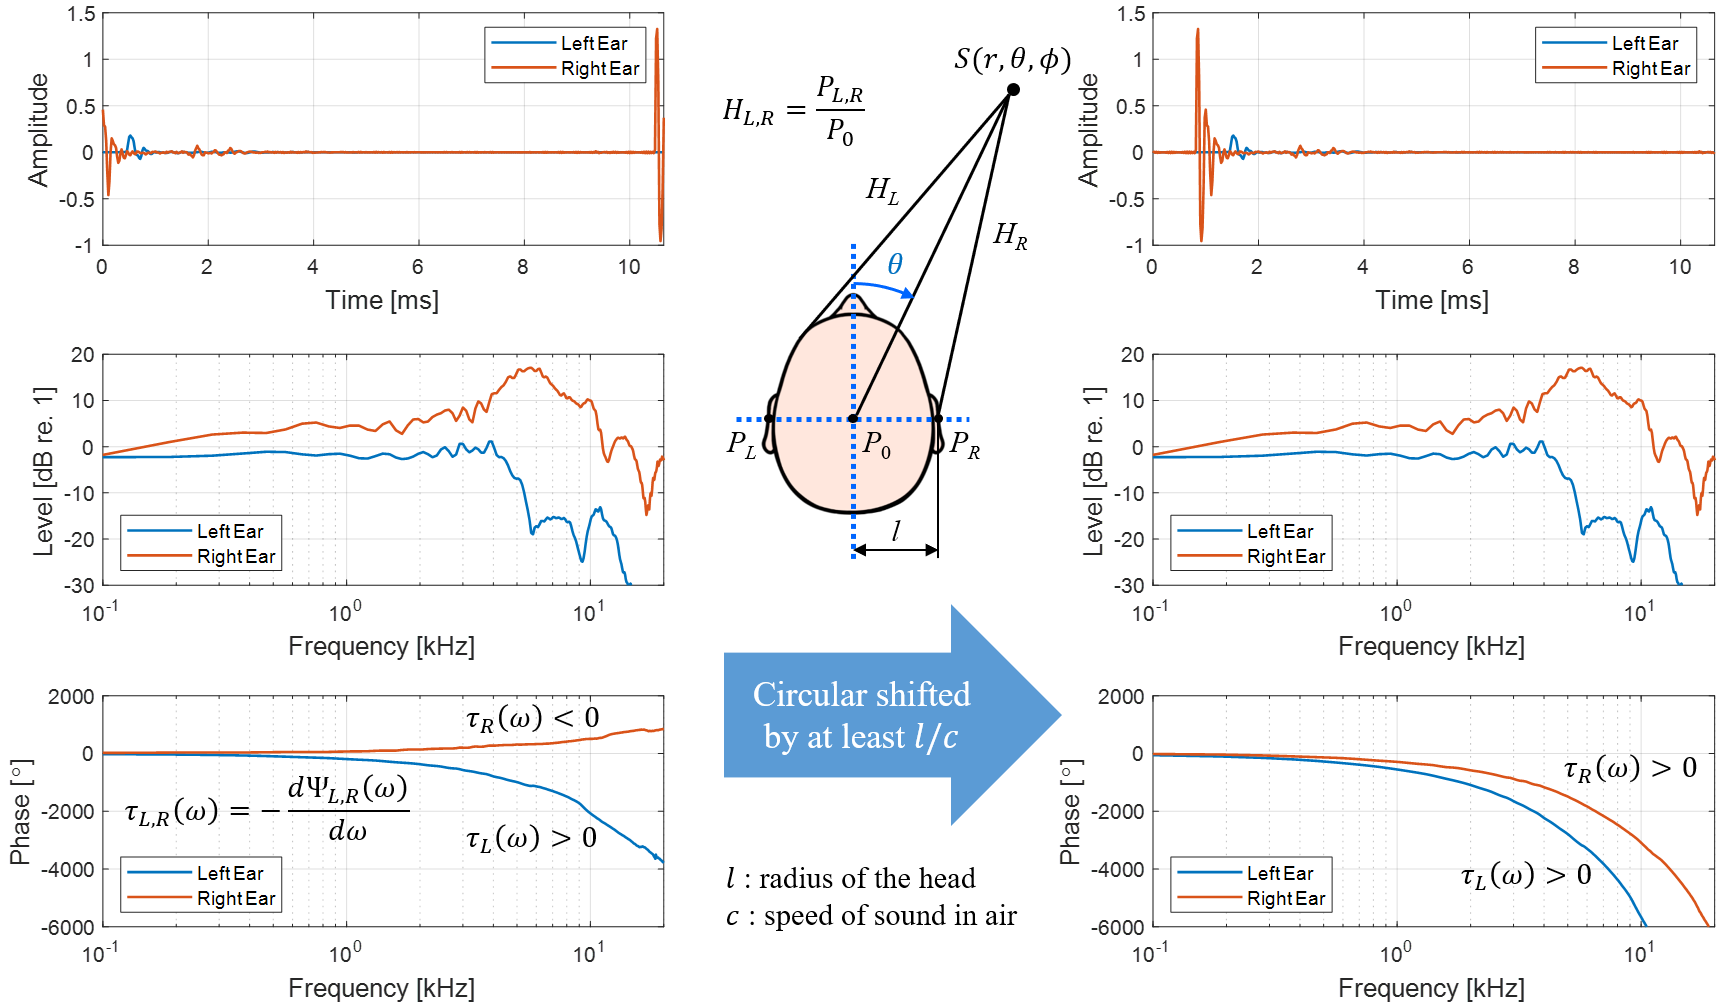 1.5
1
0.5
0
-0.5
-1
Amplitude
Left Ear
Right Ear
0 2 4 6 8 10
Time [ms]
20
10
0
-10
-20
-30
Level [dB re. 1]
Left Ear
Right Ear
10^-1 10^0 10^1
Frequency [kHz]
2000
0
-2000
-4000
-6000
Phase [°]
τ_R(ω) < 0
τ_{L,R}(ω) = − dΨ_{L,R}(ω) / dω
τ_L(ω) > 0
Left Ear
Right Ear
10^-1 10^0 10^1
Frequency [kHz]
S(r, θ, ϕ)
H_{L,R} = P_{L,R} / P_0
H_L
H_R
θ
P_L P_0 P_R
l
Circular shifted
by at least l/c
l : radius of the head
c : speed of sound in air
1.5
1
0.5
0
-0.5
-1
Amplitude
Left Ear
Right Ear
0 2 4 6 8 10
Time [ms]
20
10
0
-10
-20
-30
Level [dB re. 1]
Left Ear
Right Ear
10^-1 10^0 10^1
Frequency [kHz]
2000
0
-2000
-4000
-6000
Phase [°]
τ_R(ω) > 0
τ_L(ω) > 0
Left Ear
Right Ear
10^-1 10^0 10^1
Frequency [kHz]